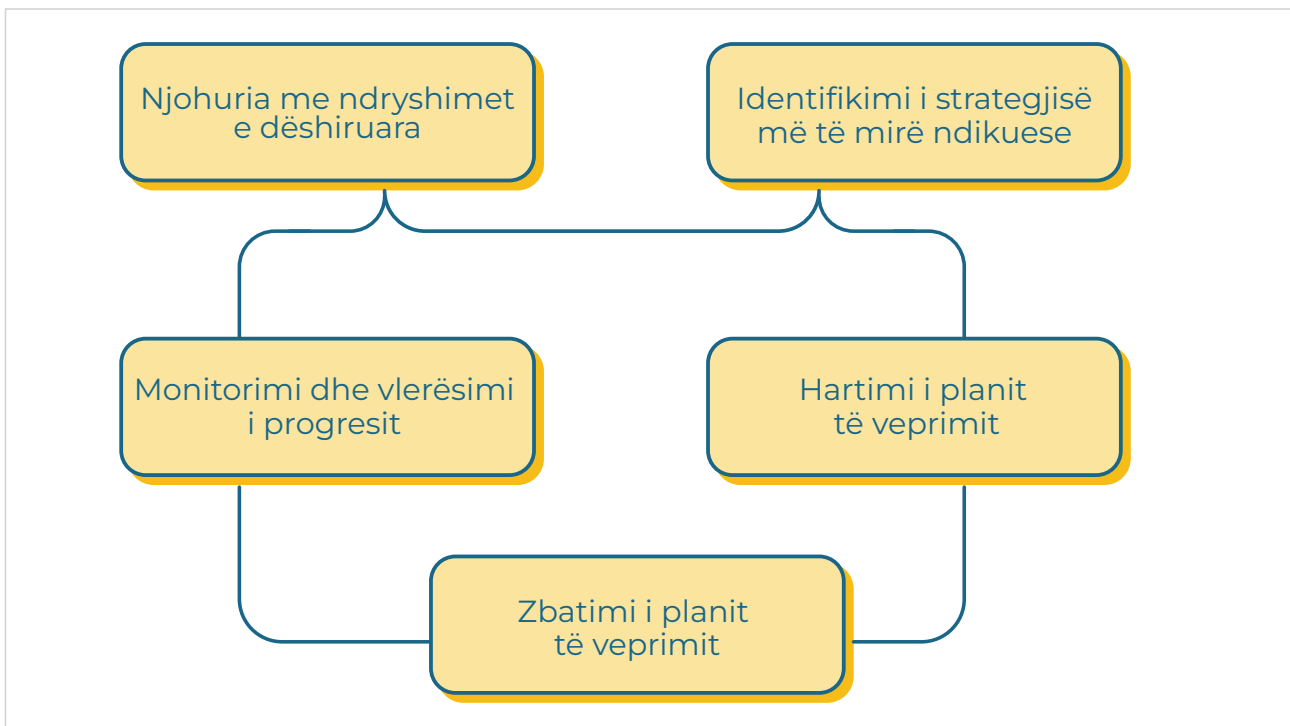 Njohuria me ndryshimet
e dëshiruara
Identifikimi i strategjisë
më të mirë ndikuese
Monitorimi dhe vlerësimi
i progresit
Hartimi i planit
të veprimit
Zbatimi i planit
të veprimit